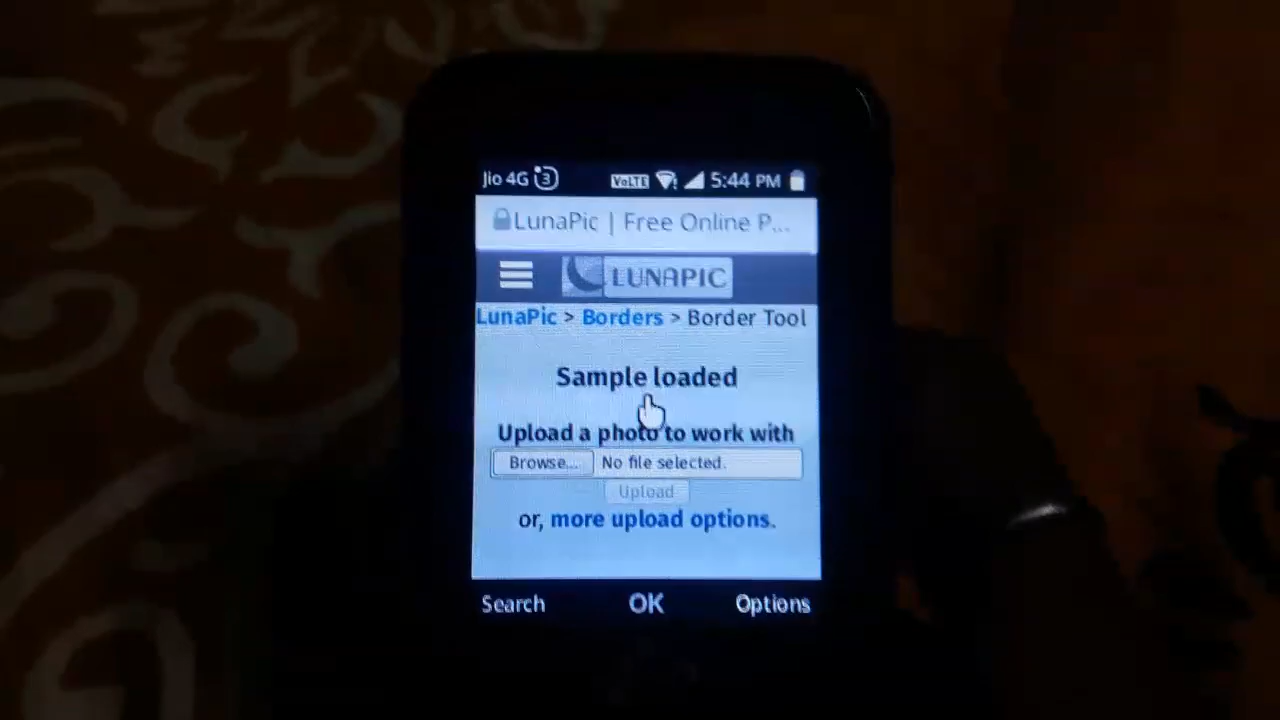 Jio 4G 3 VoLTE 5:44 PM
LunaPic | Free Online P...
LUNAPIC
LunaPic > Borders > Border Tool
Sample loaded
Upload a photo to work with
Browse... No file selected.
Upload
or, more upload options.
Search OK Options